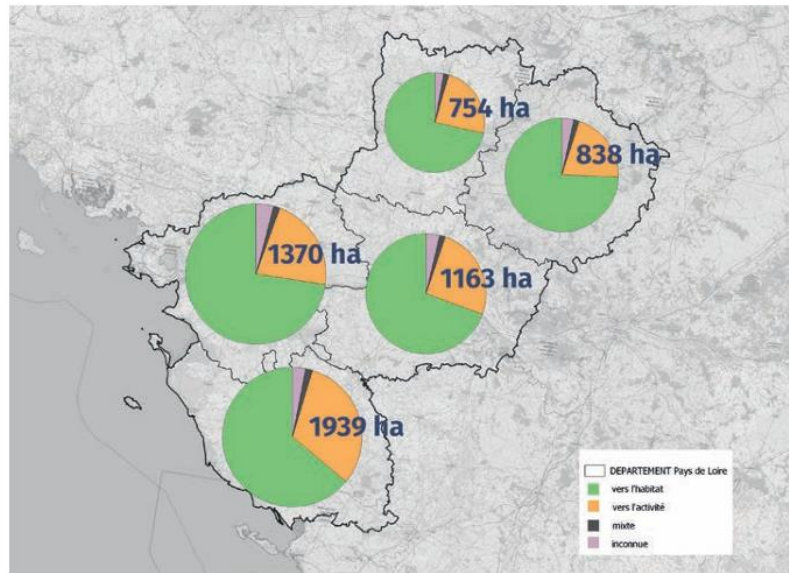 754 ha
838 ha
1370 ha
1163 ha
1939 ha
DEPARTEMENT Pays de Loire
vers l'habitat
vers l'activité
mixte
inconnue